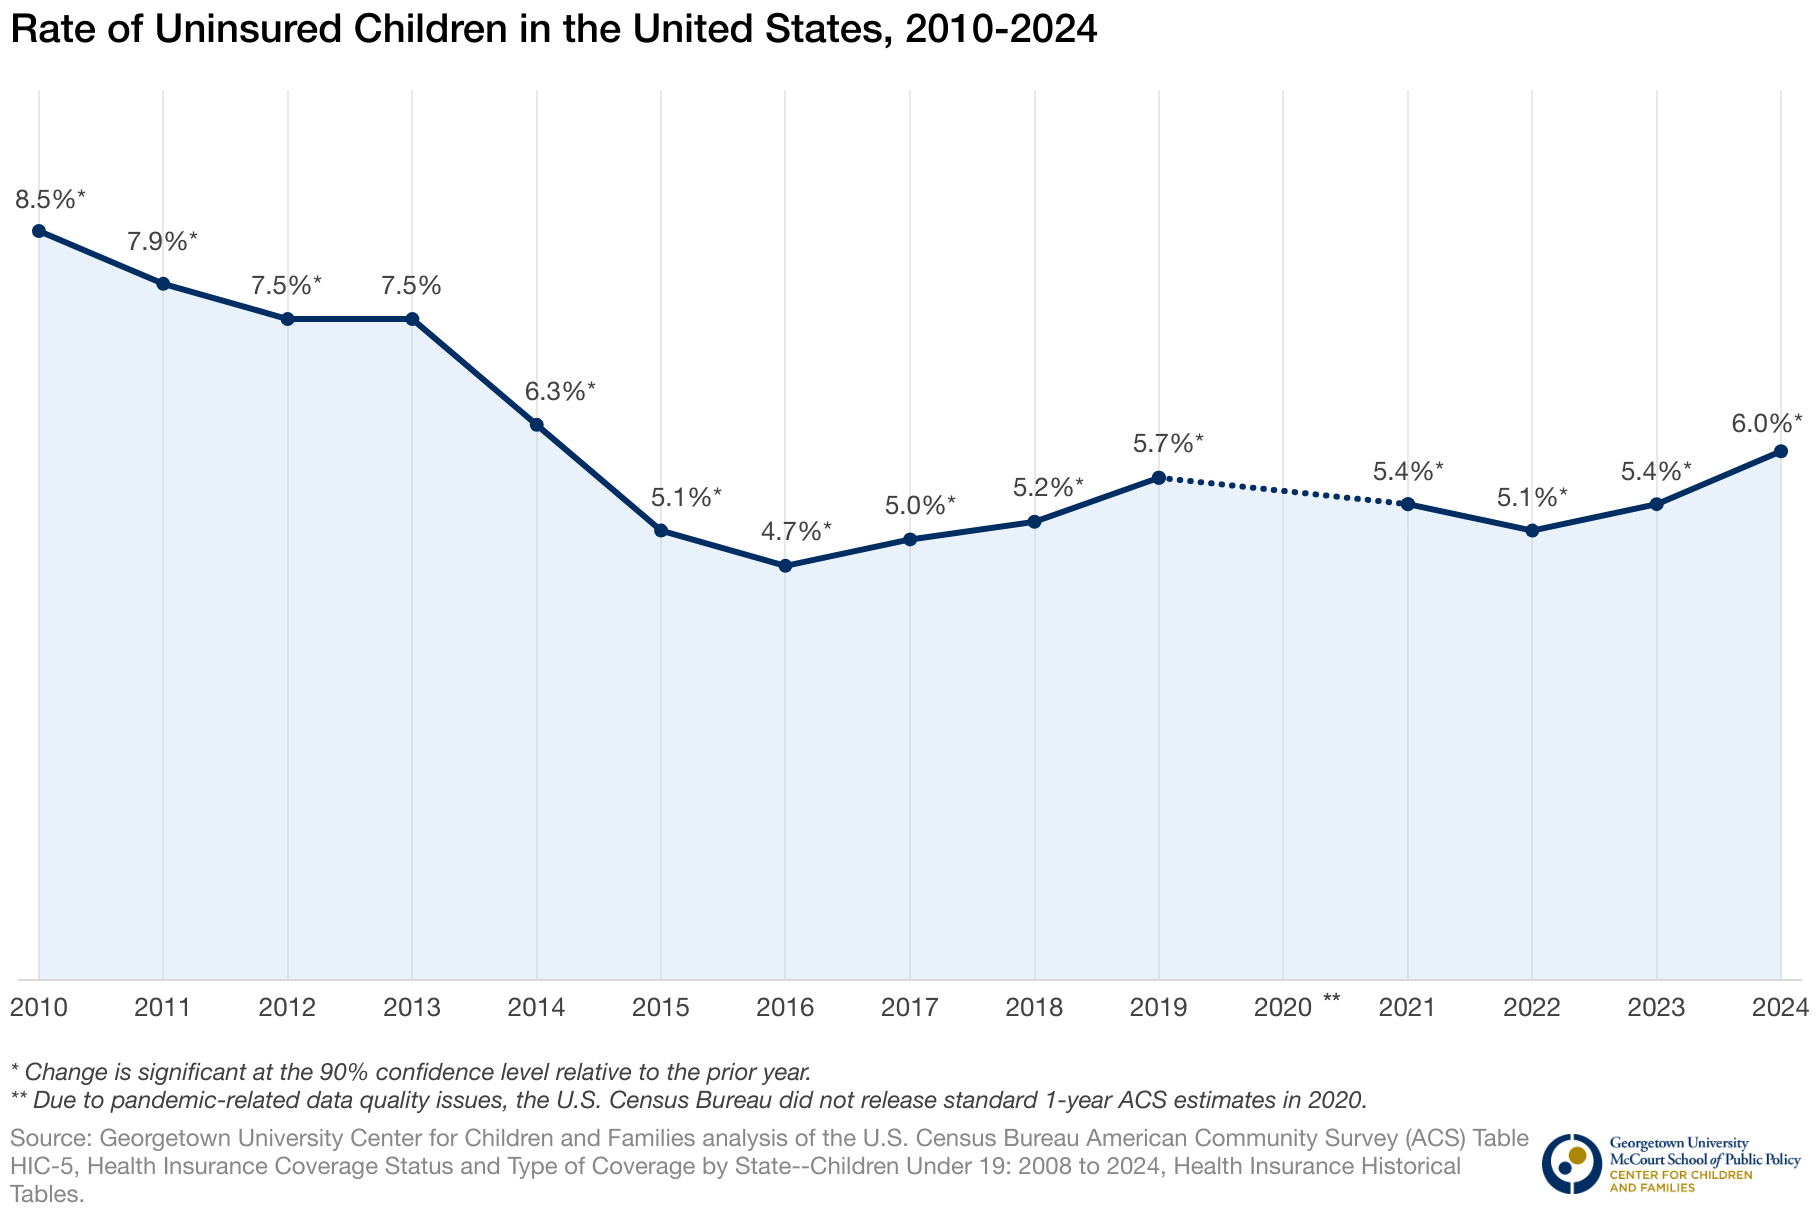 Rate of Uninsured Children in the United States, 2010-2024
8.5%*
7.9%*
7.5%*
7.5%
6.3%*
5.1%*
4.7%*
5.0%*
5.2%*
5.7%*
5.4%*
5.1%*
5.4%*
6.0%*
2010 2011 2012 2013 2014 2015 2016 2017 2018 2019 2020 ** 2021 2022 2023 2024
* Change is significant at the 90% confidence level relative to the prior year.
** Due to pandemic-related data quality issues, the U.S. Census Bureau did not release standard 1-year ACS estimates in 2020.
Source: Georgetown University Center for Children and Families analysis of the U.S. Census Bureau American Community Survey (ACS) Table
HIC-5, Health Insurance Coverage Status and Type of Coverage by State--Children Under 19: 2008 to 2024, Health Insurance Historical
Tables.
Georgetown University
McCourt School of Public Policy
CENTER FOR CHILDREN
AND FAMILIES